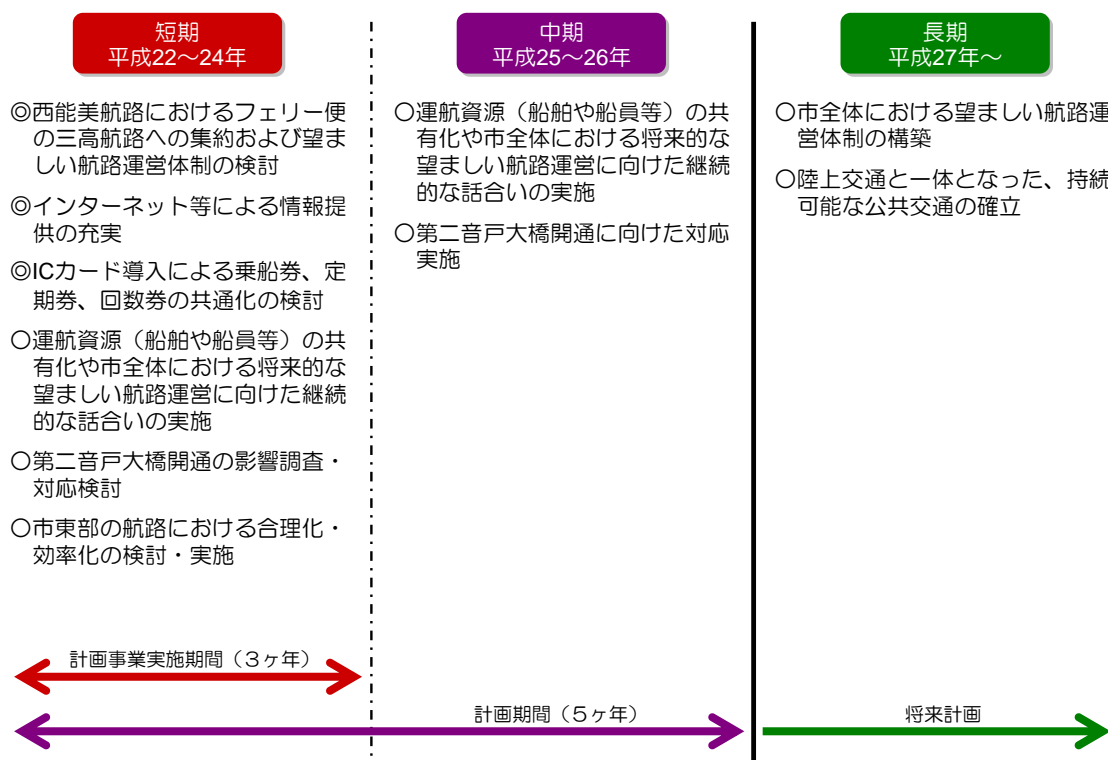 短期
平成22～24年
◎西能美航路におけるフェリー便
の三高航路への集約および望ま
しい航路運営体制の検討
◎インターネット等による情報提
供の充実
◎ICカード導入による乗船券、定
期券、回数券の共通化の検討
○運航資源（船舶や船員等）の共
有化や市全体における将来的な
望ましい航路運営に向けた継続
的な話合いの実施
○第二音戸大橋開通の影響調査・
対応検討
○市東部の航路における合理化・
効率化の検討・実施
中期
平成25～26年
○運航資源（船舶や船員等）の共
有化や市全体における将来的な
望ましい航路運営に向けた継続
的な話合いの実施
○第二音戸大橋開通に向けた対応
実施
長期
平成27年～
○市全体における望ましい航路運
営体制の構築
○陸上交通と一体となった、持続
可能な公共交通の確立
計画事業実施期間（３ヶ年）
計画期間（５ヶ年）
将来計画